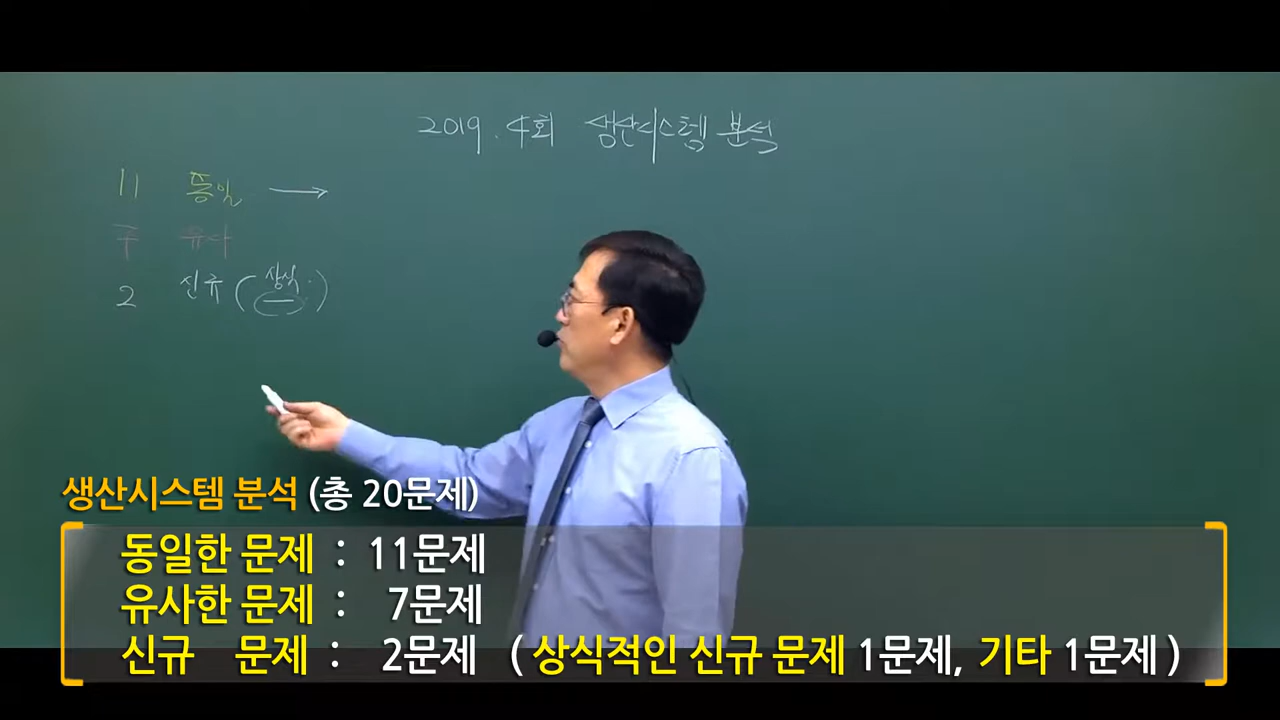 2019. 4회 생산시스템 분석
11 동일 →
7 유사
2 신규 (상식)
생산시스템 분석 (총 20문제)
동일한 문제 : 11문제
유사한 문제 : 7문제
신규 문제 : 2문제 ( 상식적인 신규 문제 1문제, 기타 1문제 )